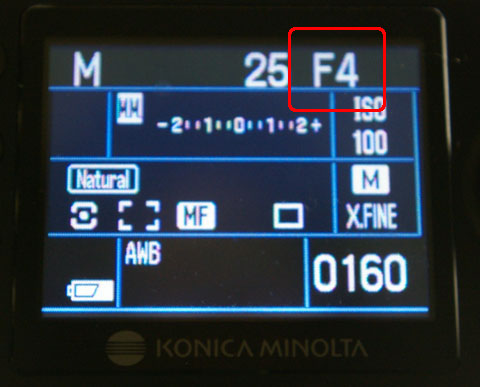 M 25 F4
-2 1 0 1 2+
ISO
100
Natural
M
MF
X.FINE
AWB
0160
KONICA MINOLTA